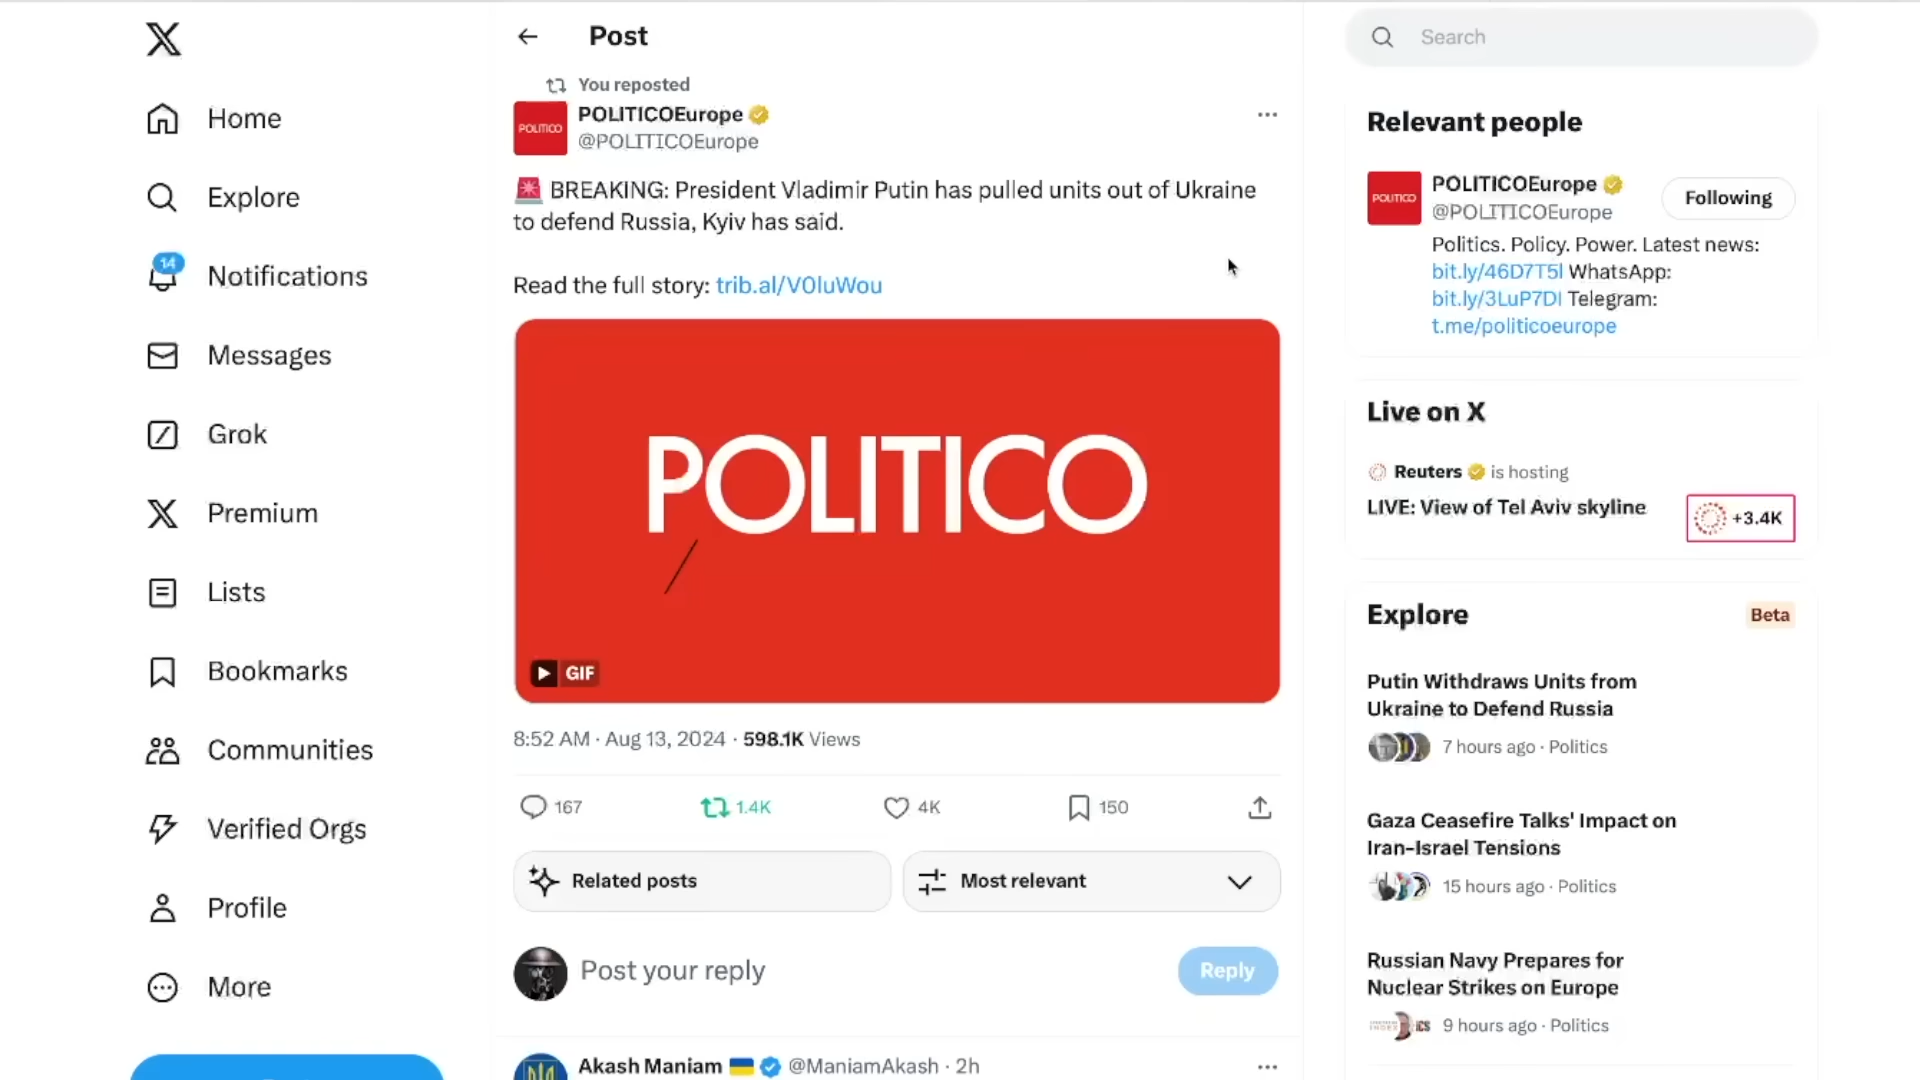 Home
Explore
14
Notifications
Messages
Grok
Premium
Lists
Bookmarks
Communities
Verified Orgs
Profile
More
Post
You reposted
POLITICO
POLITICOEurope
@POLITICOEurope
BREAKING: President Vladimir Putin has pulled units out of Ukraine
to defend Russia, Kyiv has said.
Read the full story: trib.al/V0luWou
POLITICO
GIF
8:52 AM · Aug 13, 2024 · 598.1K Views
167
1.4K
4K
150
Related posts
Most relevant
Post your reply
Reply
Akash Maniam @ManiamAkash · 2h
Search
Relevant people
POLITICO
POLITICOEurope
Following
@POLITICOEurope
Politics. Policy. Power. Latest news:
bit.ly/46D7T5l WhatsApp:
bit.ly/3LuP7DI Telegram:
t.me/politicoeurope
Live on X
Reuters is hosting
LIVE: View of Tel Aviv skyline
+3.4K
Explore
Beta
Putin Withdraws Units from
Ukraine to Defend Russia
7 hours ago · Politics
Gaza Ceasefire Talks' Impact on
Iran-Israel Tensions
15 hours ago · Politics
Russian Navy Prepares for
Nuclear Strikes on Europe
9 hours ago · Politics